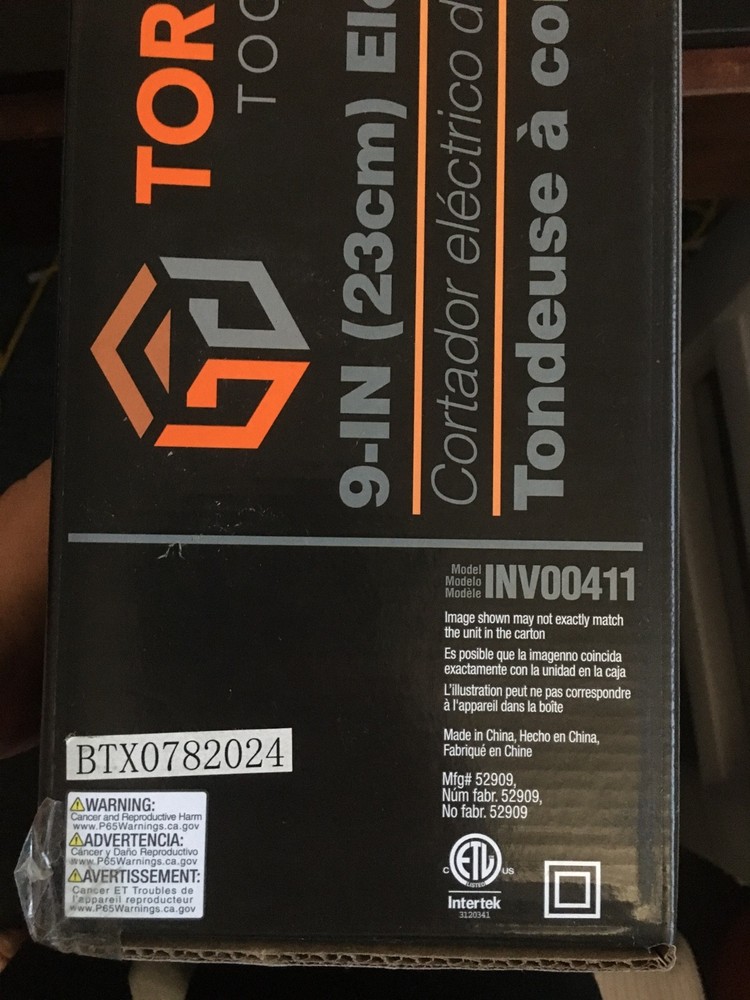 TOR
TOO
9-IN (23cm) Ele
Cortador eléctrico d
Tondeuse à co
Model
Modelo
Modèle
INV00411
Image shown may not exactly match
the unit in the carton
Es posible que la imagenno coincida
exactamente con la unidad en la caja
L'illustration peut ne pas correspondre
à l'appareil dans la boîte
Made in China, Hecho en China,
Fabriqué en Chine
Mfg# 52909,
Núm fabr. 52909,
No fabr. 52909
C ETL US
LISTED
Intertek
3120341
BTX0782024
WARNING:
Cancer and Reproductive Harm
www.P65Warnings.ca.gov
ADVERTENCIA:
Cáncer y Daño Reproductivo
www.P65Warnings.ca.gov
AVERTISSEMENT:
Cancer ET Troubles de
l'appareil reproducteur
www.P65Warnings.ca.gov